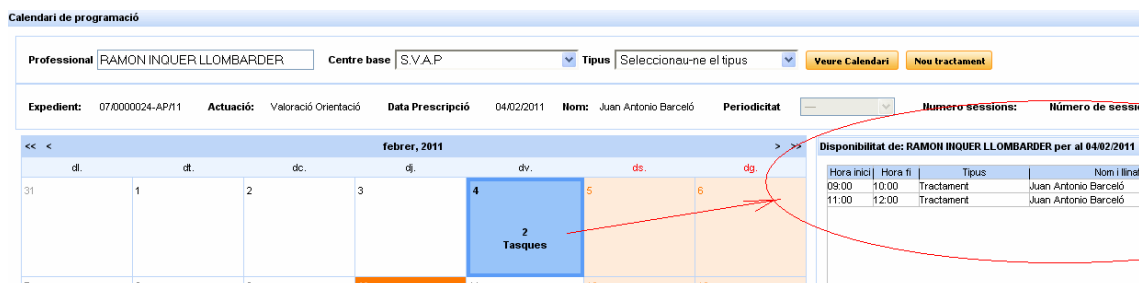 Calendari de programació
Professional RAMON INQUER LLOMBARDER Centre base S.V.A.P Tipus Seleccionau-ne el tipus Veure Calendari Nou tractament
Expedient: 07/0000024-AP/11 Actuació: Valoració Orientació Data Prescripció 04/02/2011 Nom: Juan Antonio Barceló Periodicitat --- Numero sessions: Número de sessi
<< < febrer, 2011 > >>
dl. dt. dc. dj. dv. ds. dg.
31 1 2 3 4 5 6
2
Tasques
Disponibilitat de: RAMON INQUER LLOMBARDER per al 04/02/2011
Hora inici Hora fi Tipus Nom i llinat
09:00 10:00 Tractament Juan Antonio Barceló
11:00 12:00 Tractament Juan Antonio Barceló